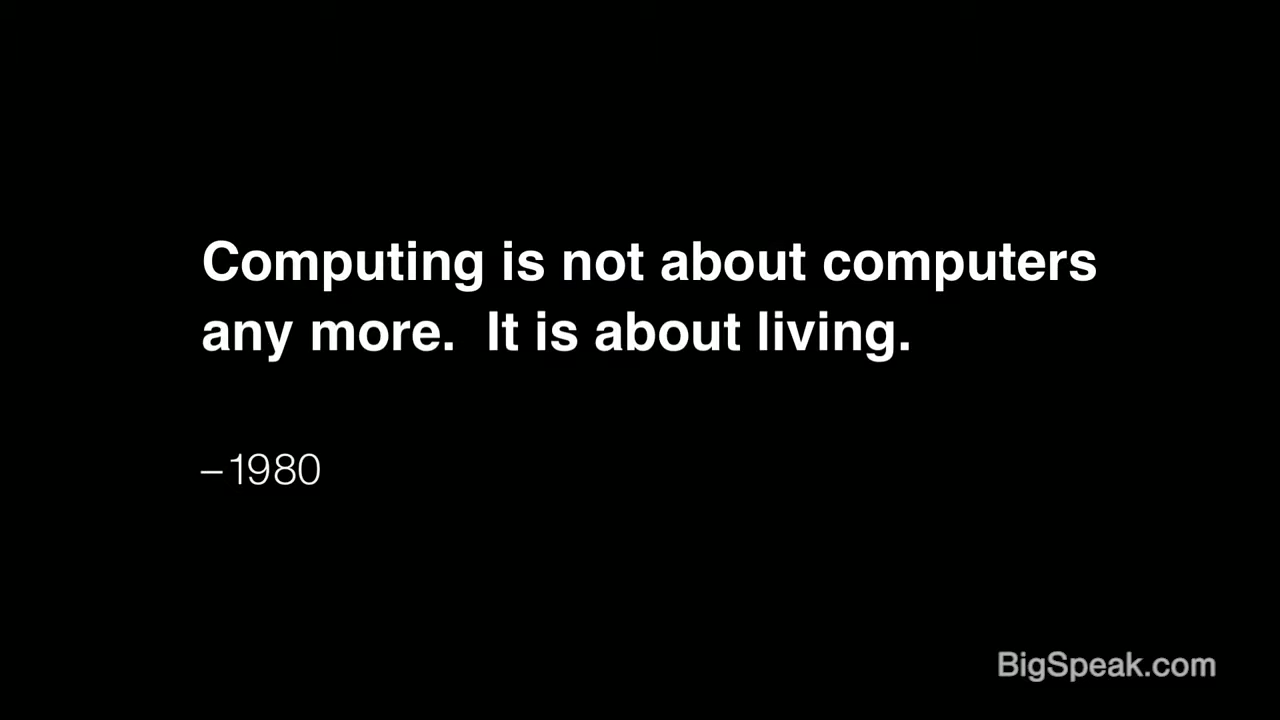 Computing is not about computers
any more.  It is about living.
–1980
BigSpeak.com